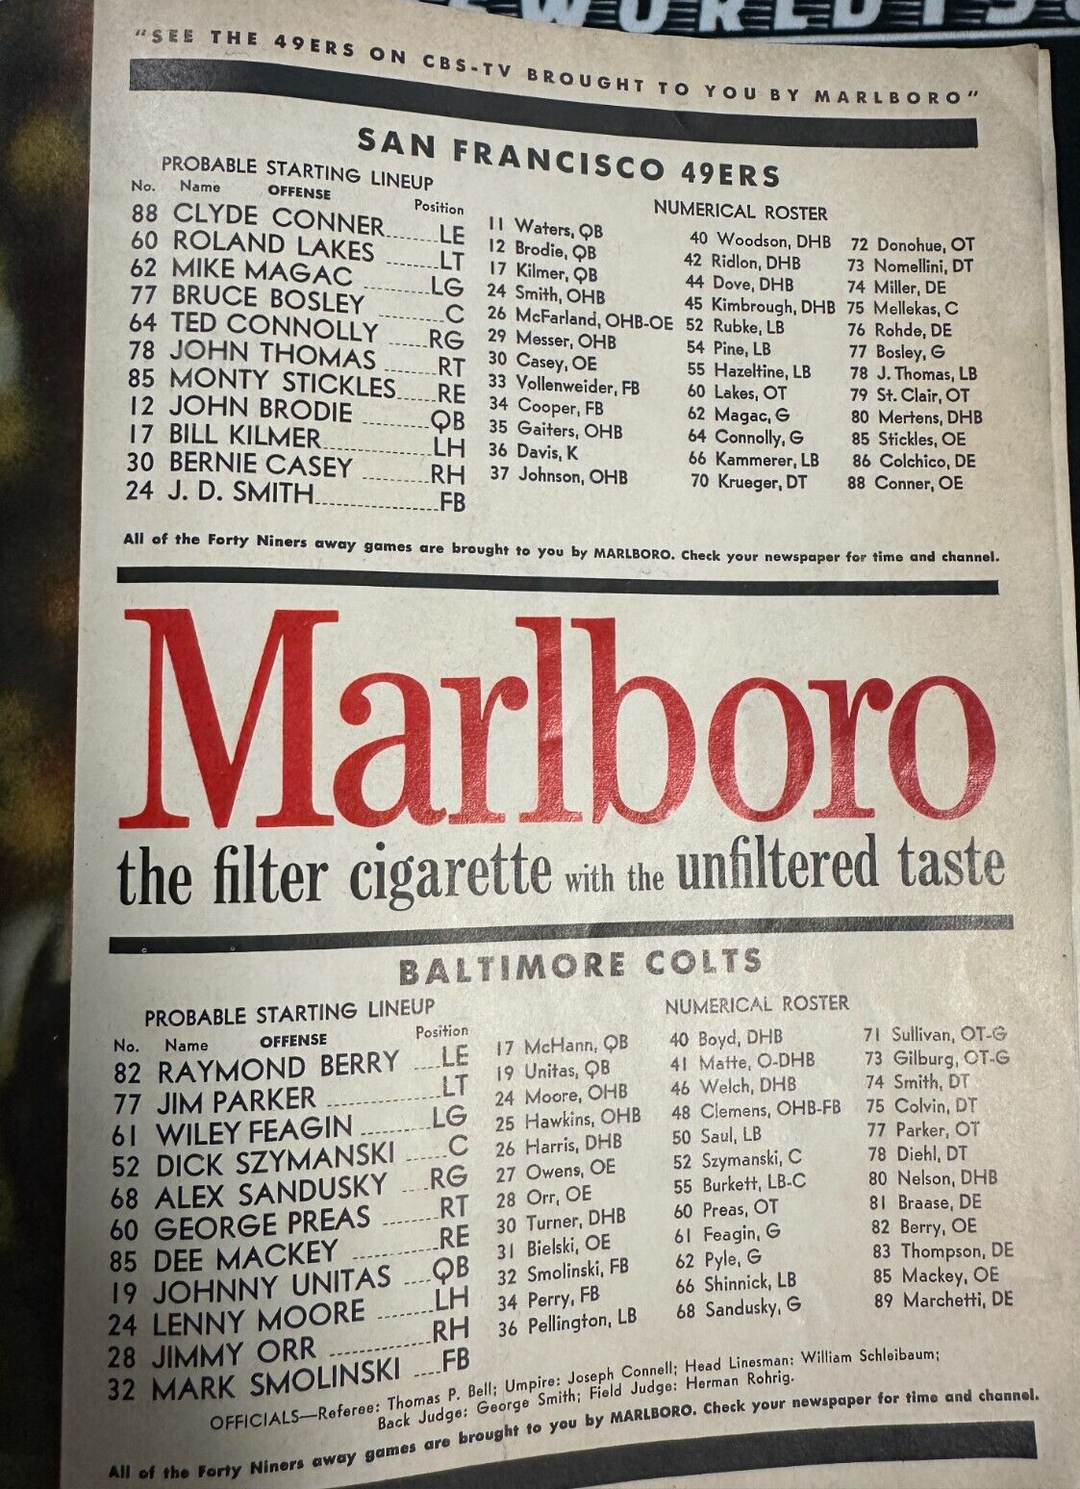 "SEE THE 49ERS ON CBS-TV BROUGHT TO YOU BY MARLBORO"
SAN FRANCISCO 49ERS
PROBABLE STARTING LINEUP
No. Name OFFENSE Position
88 CLYDE CONNER........LE
60 ROLAND LAKES ........LT
62 MIKE MAGAC ........LG
77 BRUCE BOSLEY ........C
64 TED CONNOLLY ......RG
78 JOHN THOMAS ........RT
85 MONTY STICKLES......RE
12 JOHN BRODIE ..........QB
17 BILL KILMER................LH
30 BERNIE CASEY ..........RH
24 J. D. SMITH..................FB
NUMERICAL ROSTER
11 Waters, QB
12 Brodie, QB
17 Kilmer, QB
24 Smith, OHB
26 McFarland, OHB-OE
29 Messer, OHB
30 Casey, OE
33 Vollenweider, FB
34 Cooper, FB
35 Gaiters, OHB
36 Davis, K
37 Johnson, OHB
40 Woodson, DHB
42 Ridlon, DHB
44 Dove, DHB
45 Kimbrough, DHB
52 Rubke, LB
54 Pine, LB
55 Hazeltine, LB
60 Lakes, OT
62 Magac, G
64 Connolly, G
66 Kammerer, LB
70 Krueger, DT
72 Donohue, OT
73 Nomellini, DT
74 Miller, DE
75 Mellekas, C
76 Rohde, DE
77 Bosley, G
78 J. Thomas, LB
79 St. Clair, OT
80 Mertens, DHB
85 Stickles, OE
86 Colchico, DE
88 Conner, OE
All of the Forty Niners away games are brought to you by MARLBORO. Check your newspaper for time and channel.
Marlboro
the filter cigarette with the unfiltered taste
BALTIMORE COLTS
PROBABLE STARTING LINEUP
No. Name OFFENSE Position
82 RAYMOND BERRY ....LE
77 JIM PARKER ..............LT
61 WILEY FEAGIN ..........LG
52 DICK SZYMANSKI ......C
68 ALEX SANDUSKY ....RG
60 GEORGE PREAS ........RT
85 DEE MACKEY ............RE
19 JOHNNY UNITAS ....QB
24 LENNY MOORE ........LH
28 JIMMY ORR ..............RH
32 MARK SMOLINSKI ....FB
NUMERICAL ROSTER
17 McHann, QB
19 Unitas, QB
24 Moore, OHB
25 Hawkins, OHB
26 Harris, DHB
27 Owens, OE
28 Orr, OE
30 Turner, DHB
31 Bielski, OE
32 Smolinski, FB
34 Perry, FB
36 Pellington, LB
40 Boyd, DHB
41 Matte, O-DHB
46 Welch, DHB
48 Clemens, OHB-FB
50 Saul, LB
52 Szymanski, C
55 Burkett, LB-C
60 Preas, OT
61 Feagin, G
62 Pyle, G
66 Shinnick, LB
68 Sandusky, G
71 Sullivan, OT-G
73 Gilburg, OT-G
74 Smith, DT
75 Colvin, DT
77 Parker, OT
78 Diehl, DT
80 Nelson, DHB
81 Braase, DE
82 Berry, OE
83 Thompson, DE
85 Mackey, OE
89 Marchetti, DE
OFFICIALS—Referee: Thomas P. Bell; Umpire: Joseph Connell; Head Linesman: William Schleibaum;
Back Judge: George Smith; Field Judge: Herman Rohrig.
All of the Forty Niners away games are brought to you by MARLBORO. Check your newspaper for time and channel.